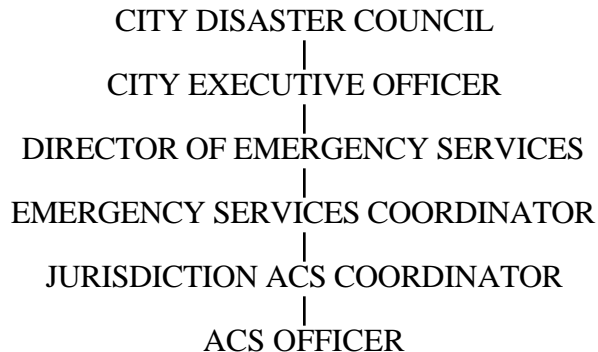 CITY DISASTER COUNCIL
CITY EXECUTIVE OFFICER
DIRECTOR OF EMERGENCY SERVICES
EMERGENCY SERVICES COORDINATOR
JURISDICTION ACS COORDINATOR
ACS OFFICER